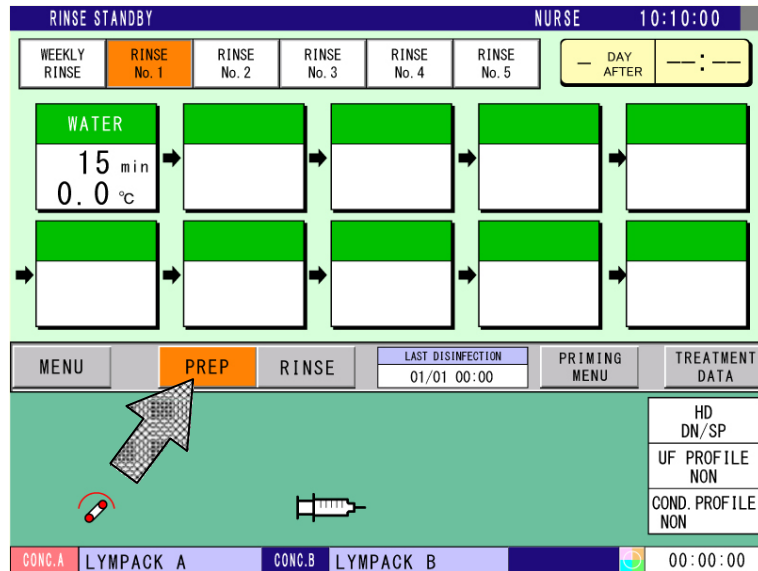 RINSE STANDBY NURSE 10:10:00
WEEKLY RINSE
RINSE No. 1
RINSE No. 2
RINSE No. 3
RINSE No. 4
RINSE No. 5
– DAY AFTER ––:––
WATER
15 min
0.0 °C
MENU
PREP
RINSE
LAST DISINFECTION
01/01 00:00
PRIMING MENU
TREATMENT DATA
HD
DN/SP
UF PROFILE
NON
COND. PROFILE
NON
CONC.A LYMPACK A CONC.B LYMPACK B 00:00:00